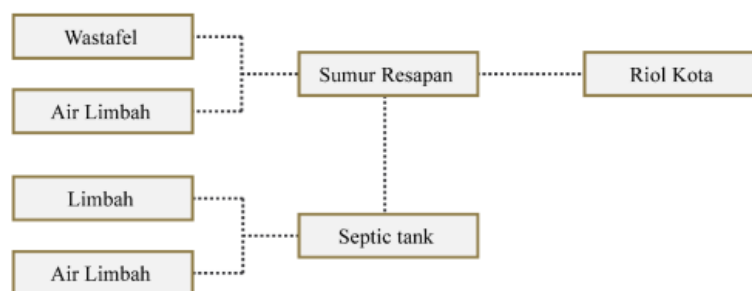 Wastafel
Air Limbah
Sumur Resapan
Riol Kota
Limbah
Air Limbah
Septic tank